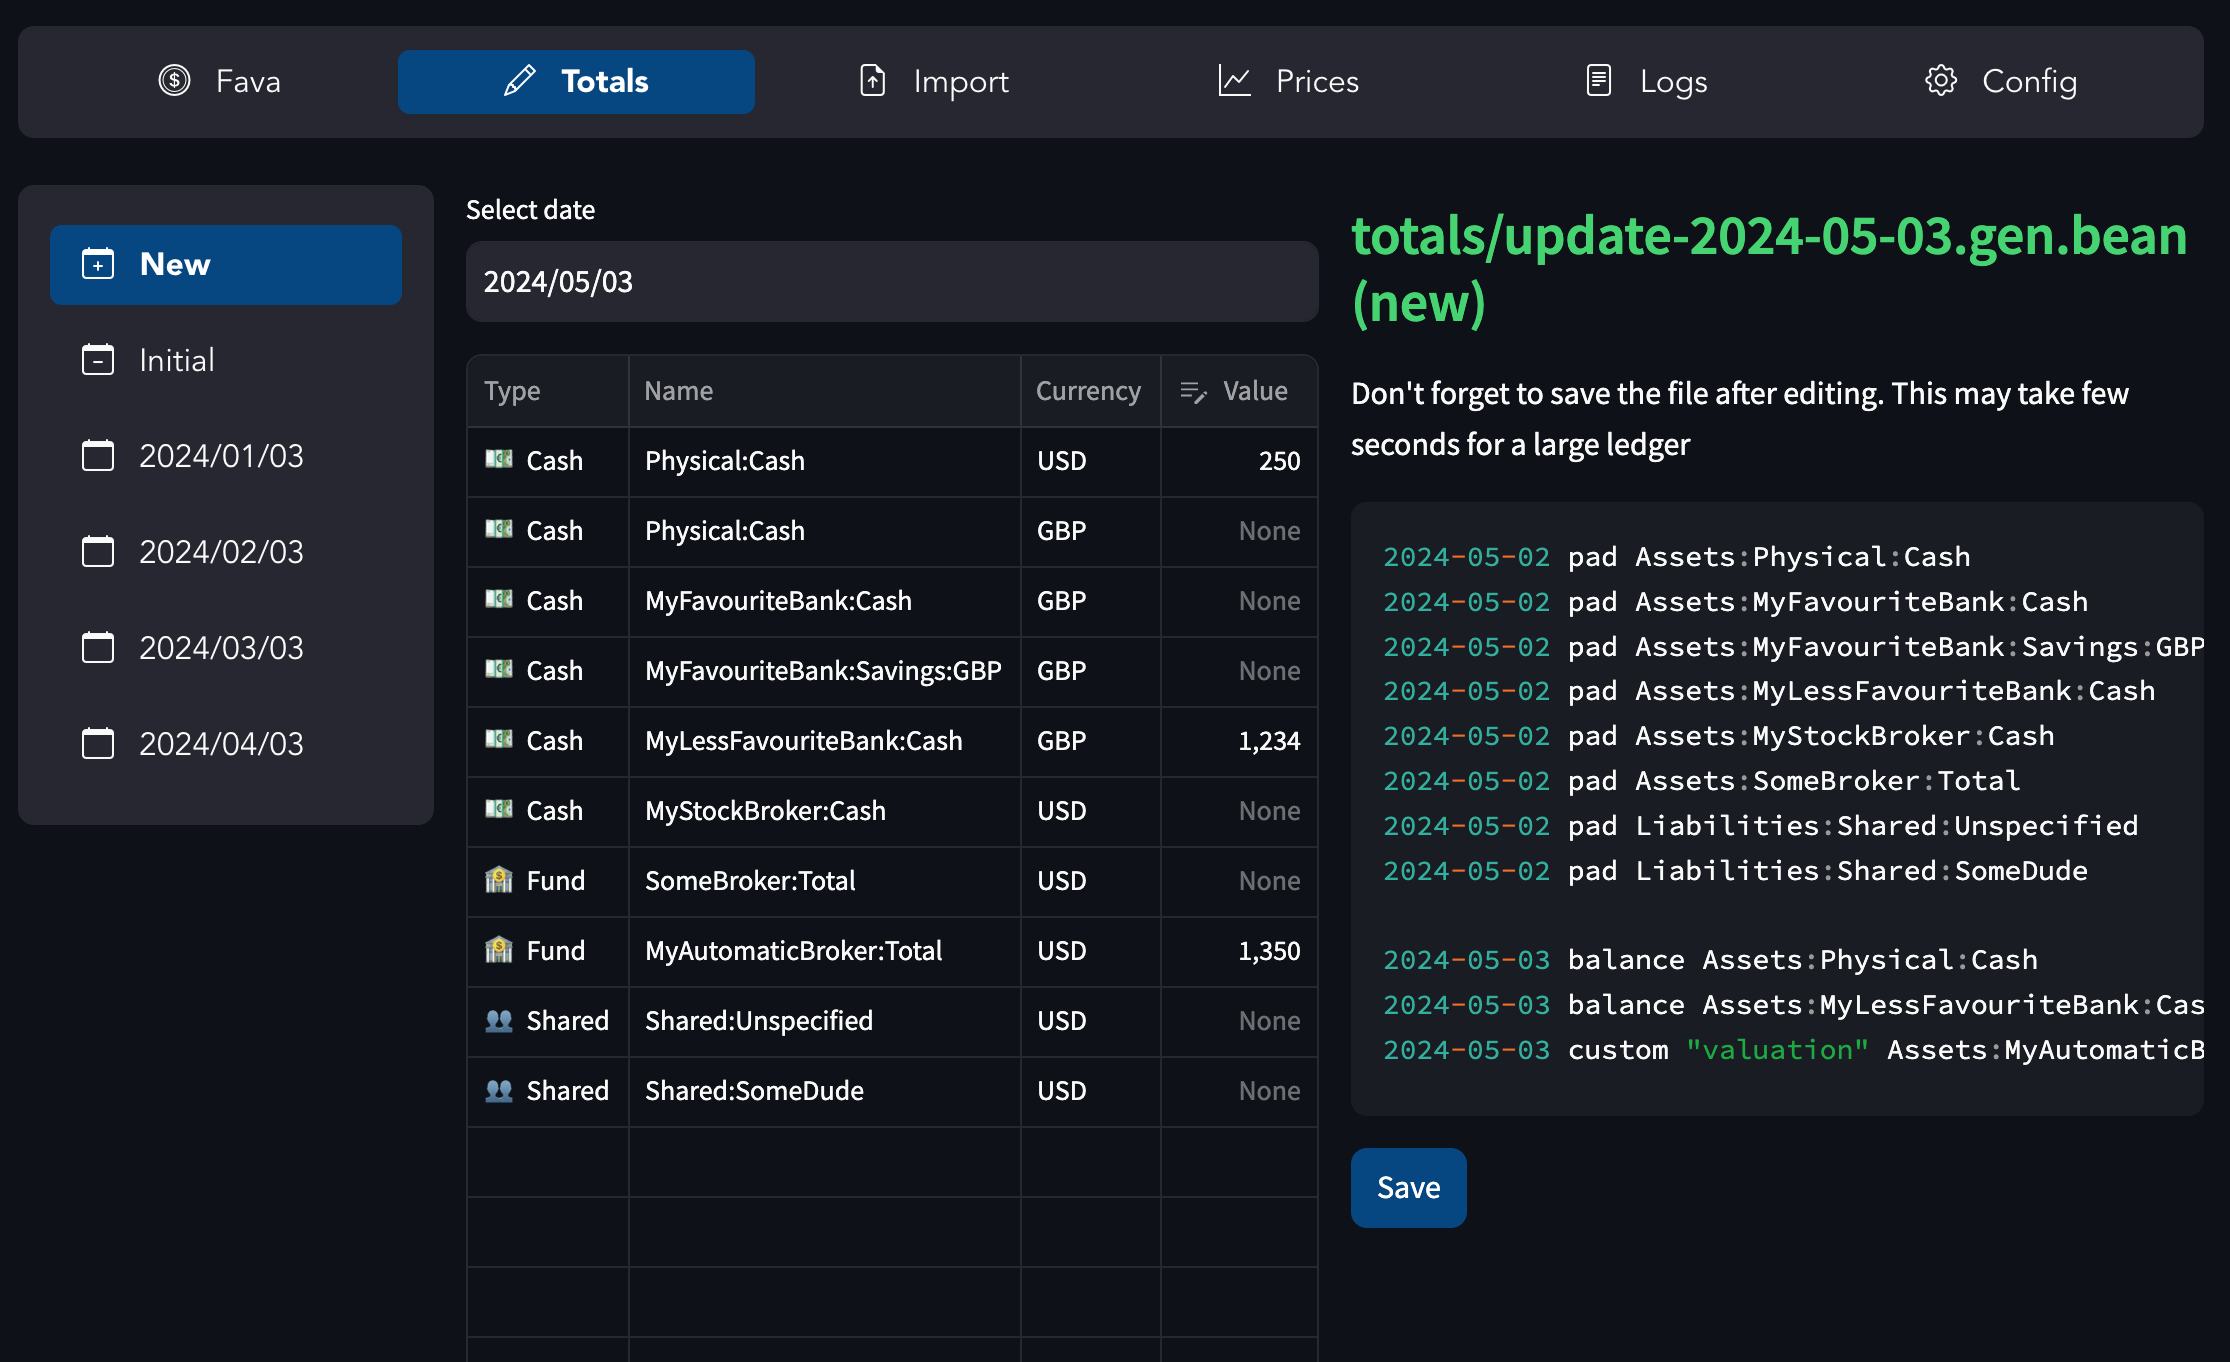 Fava Totals Import Prices Logs Config
New
Initial
2024/01/03
2024/02/03
2024/03/03
2024/04/03
Select date
2024/05/03
Type Name Currency Value
Cash Physical:Cash USD 250
Cash Physical:Cash GBP None
Cash MyFavouriteBank:Cash GBP None
Cash MyFavouriteBank:Savings:GBP GBP None
Cash MyLessFavouriteBank:Cash GBP 1,234
Cash MyStockBroker:Cash USD None
Fund SomeBroker:Total USD None
Fund MyAutomaticBroker:Total USD 1,350
Shared Shared:Unspecified USD None
Shared Shared:SomeDude USD None
totals/update-2024-05-03.gen.bean
(new)
Don't forget to save the file after editing. This may take few
seconds for a large ledger
2024-05-02 pad Assets:Physical:Cash
2024-05-02 pad Assets:MyFavouriteBank:Cash
2024-05-02 pad Assets:MyFavouriteBank:Savings:GBP
2024-05-02 pad Assets:MyLessFavouriteBank:Cash
2024-05-02 pad Assets:MyStockBroker:Cash
2024-05-02 pad Assets:SomeBroker:Total
2024-05-02 pad Liabilities:Shared:Unspecified
2024-05-02 pad Liabilities:Shared:SomeDude
2024-05-03 balance Assets:Physical:Cash
2024-05-03 balance Assets:MyLessFavouriteBank:Cas
2024-05-03 custom "valuation" Assets:MyAutomaticB
Save